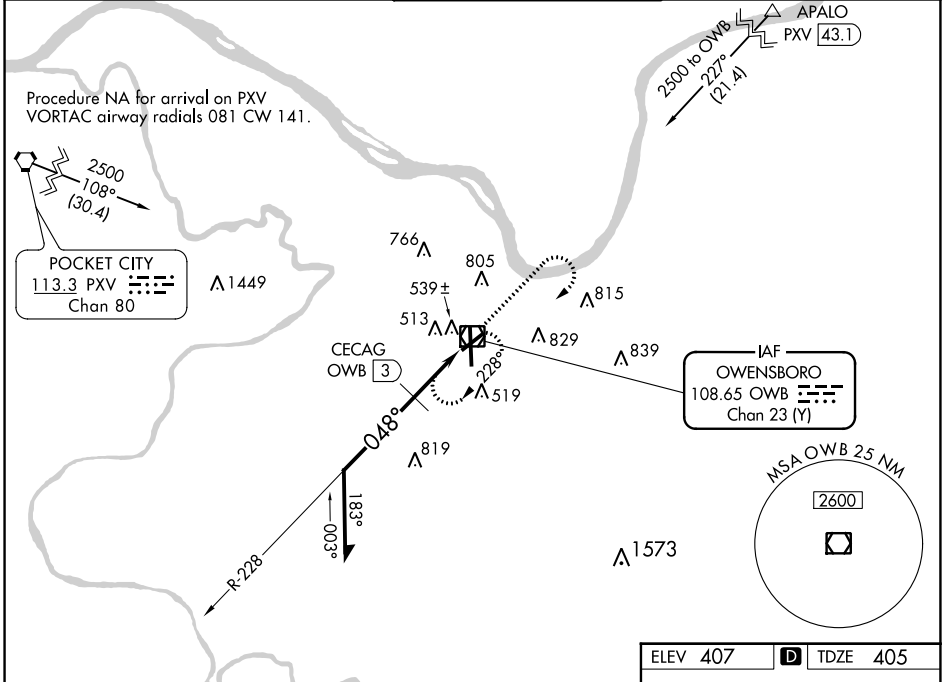 APALO
PXV 43.1
2500 to OWB
227°
(21.4)
Procedure NA for arrival on PXV
VORTAC airway radials 081 CW 141.
2500
108°
(30.4)
POCKET CITY
113.3 PXV
Chan 80
1449
766
805
539 ±
513
815
829
839
CECAG
OWB 3
228°
519
IAF
OWENSBORO
108.65 OWB
Chan 23 (Y)
048°
819
183°
003°
R-228
1573
MSA OWB 25 NM
2600
ELEV 407 D TDZE 405